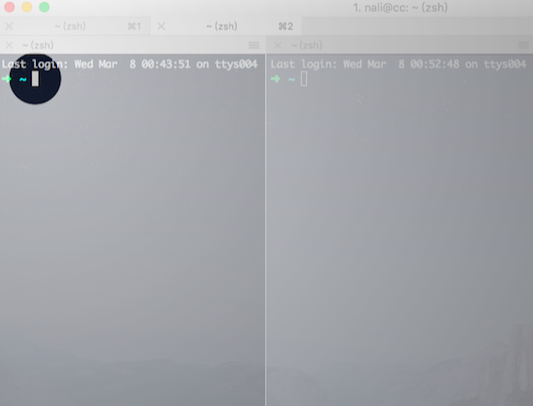 1. nali@cc: ~ (zsh)
~ (zsh) ⌘1 ~ (zsh) ⌘2
~ (zsh)
Last login: Wed Mar  8 00:43:51 on ttys004
➜ ~
~ (zsh)
Last login: Wed Mar  8 00:52:48 on ttys004
➜ ~